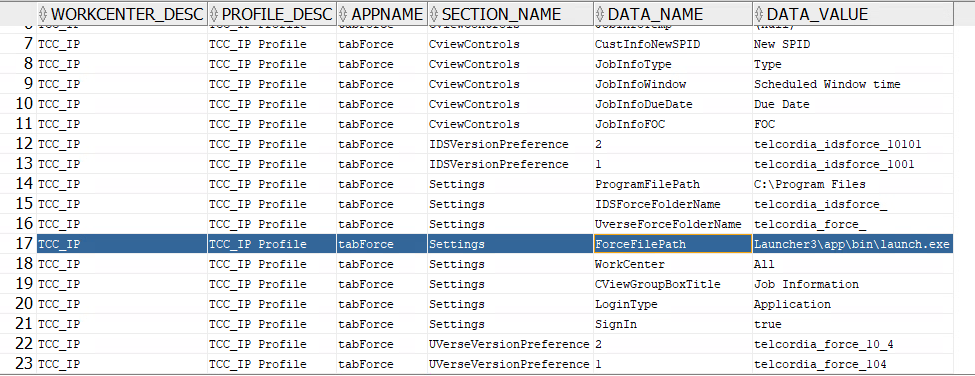 WORKCENTER_DESC PROFILE_DESC APPNAME SECTION_NAME DATA_NAME DATA_VALUE
7 TCC_IP TCC_IP Profile tabForce CviewControls CustInfoNewSPID New SPID
8 TCC_IP TCC_IP Profile tabForce CviewControls JobInfoType Type
9 TCC_IP TCC_IP Profile tabForce CviewControls JobInfoWindow Scheduled Window time
10 TCC_IP TCC_IP Profile tabForce CviewControls JobInfoDueDate Due Date
11 TCC_IP TCC_IP Profile tabForce CviewControls JobInfoFOC FOC
12 TCC_IP TCC_IP Profile tabForce IDSVersionPreference 2 telcordia_idsforce_10101
13 TCC_IP TCC_IP Profile tabForce IDSVersionPreference 1 telcordia_idsforce_1001
14 TCC_IP TCC_IP Profile tabForce Settings ProgramFilePath C:\Program Files
15 TCC_IP TCC_IP Profile tabForce Settings IDSForceFolderName telcordia_idsforce_
16 TCC_IP TCC_IP Profile tabForce Settings UverseForceFolderName telcordia_force_
17 TCC_IP TCC_IP Profile tabForce Settings ForceFilePath Launcher3\app\bin\launch.exe
18 TCC_IP TCC_IP Profile tabForce Settings WorkCenter All
19 TCC_IP TCC_IP Profile tabForce Settings CViewGroupBoxTitle Job Information
20 TCC_IP TCC_IP Profile tabForce Settings LoginType Application
21 TCC_IP TCC_IP Profile tabForce Settings SignIn true
22 TCC_IP TCC_IP Profile tabForce UVerseVersionPreference 2 telcordia_force_10_4
23 TCC_IP TCC_IP Profile tabForce UVerseVersionPreference 1 telcordia_force_104